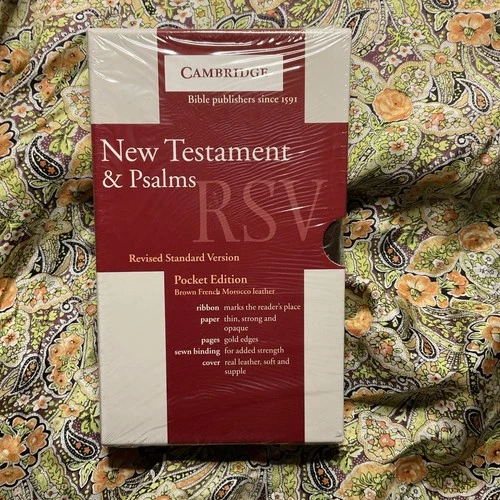 CAMBRIDGE
Bible publishers since 1591
New Testament
& Psalms
RSV
Revised Standard Version
Pocket Edition
Brown French Morocco leather
ribbon marks the reader's place
paper thin, strong and
opaque
pages gold edges
sewn binding for added strength
cover real leather, soft and
supple